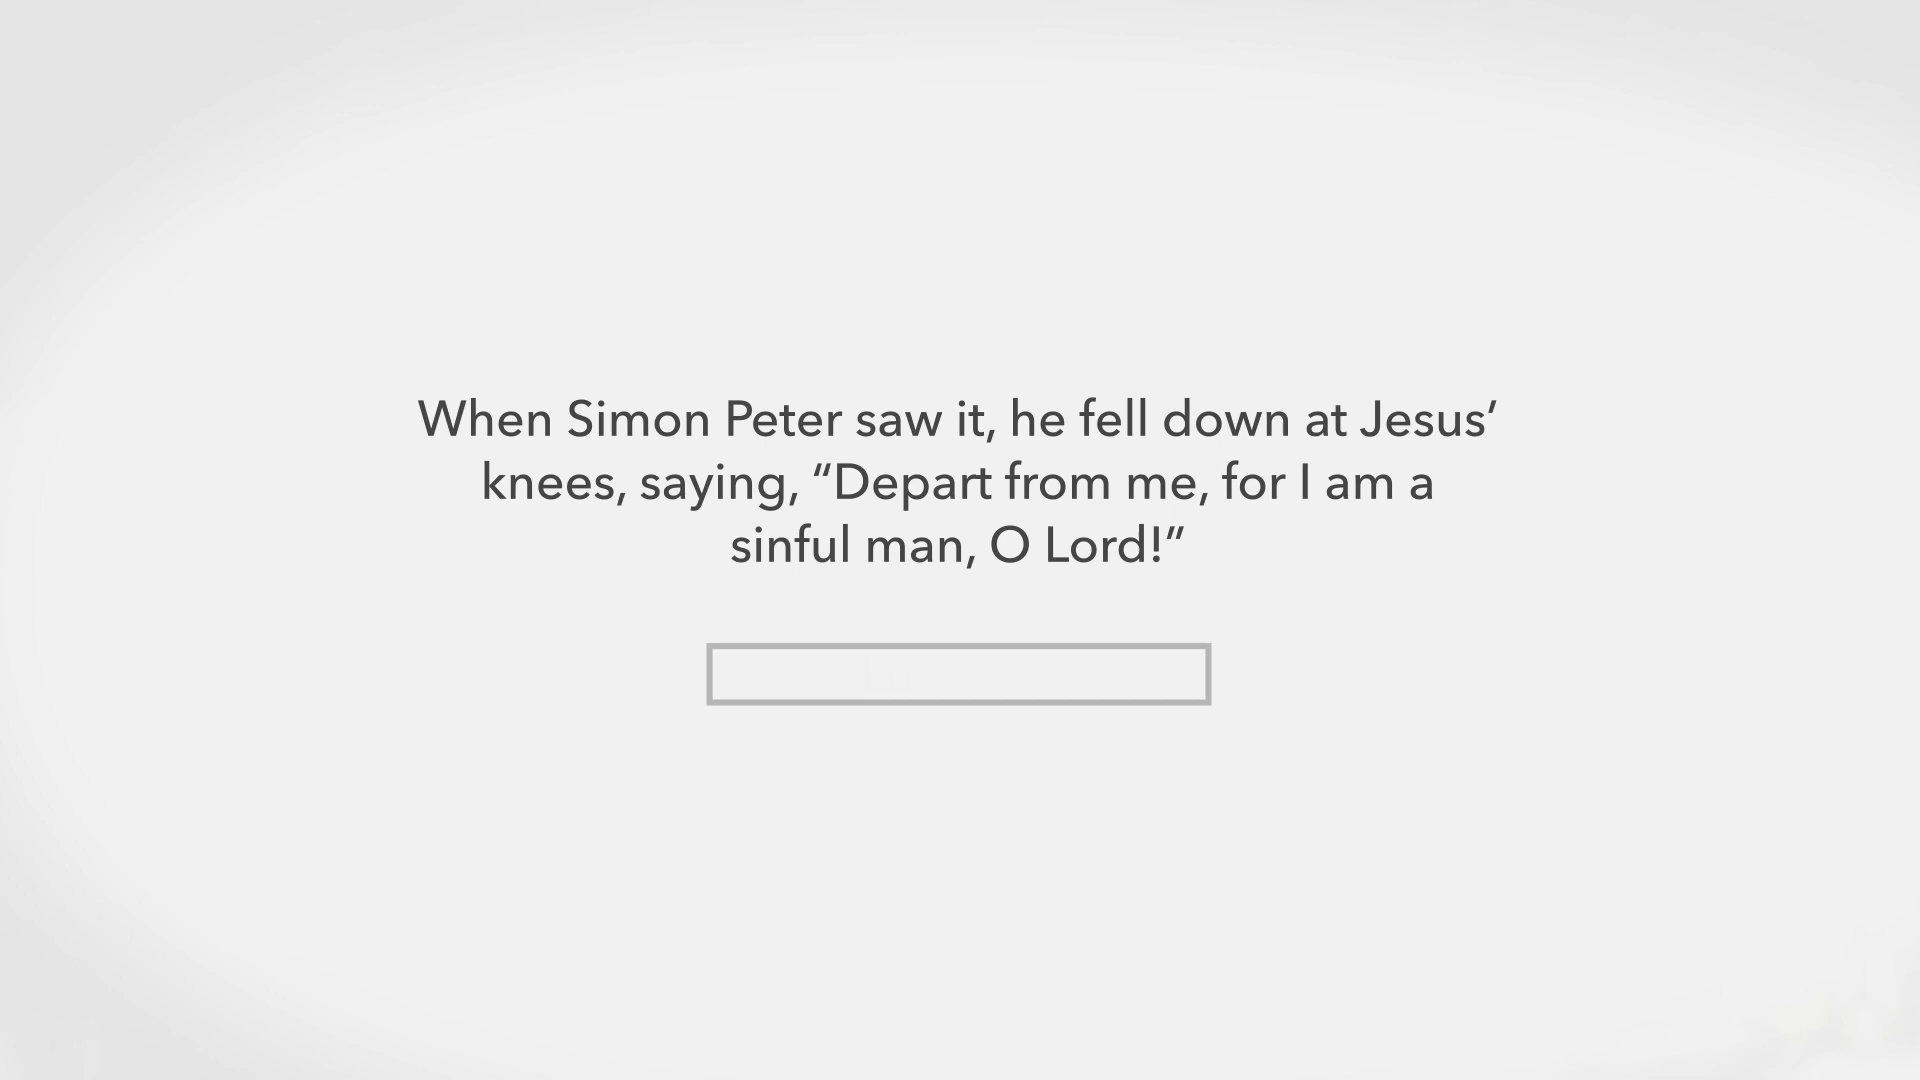 When Simon Peter saw it, he fell down at Jesus’
knees, saying, “Depart from me, for I am a
sinful man, O Lord!”